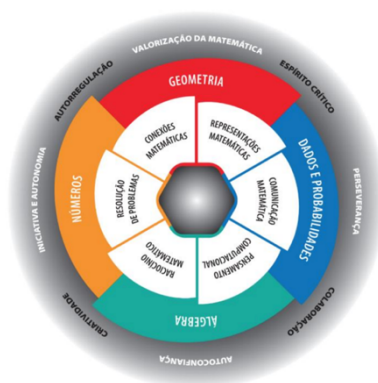 VALORIZAÇÃO DA MATEMÁTICA
ESPÍRITO CRÍTICO
PERSEVERANÇA
COLABORAÇÃO
AUTOCONFIANÇA
CRIATIVIDADE
INICIATIVA E AUTONOMIA
AUTORREGULAÇÃO
GEOMETRIA
DADOS E PROBABILIDADES
ÁLGEBRA
NÚMEROS
CONEXÕES
MATEMÁTICAS
REPRESENTAÇÕES
MATEMÁTICAS
COMUNICAÇÃO
MATEMÁTICA
PENSAMENTO
COMPUTACIONAL
RACIOCÍNIO
MATEMÁTICO
RESOLUÇÃO
DE PROBLEMAS